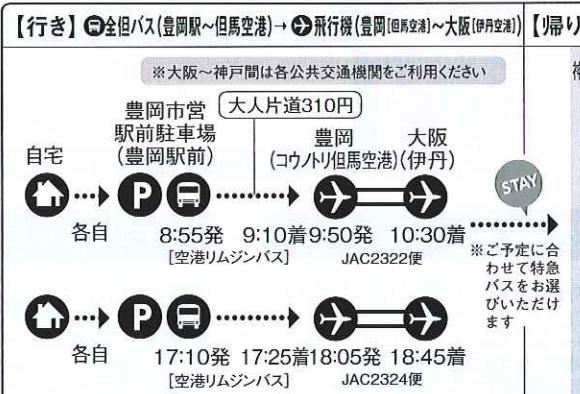 【行き】全但バス(豊岡駅~但馬空港)→飛行機(豊岡[但馬空港]~大阪[伊丹空港])
【帰り
※大阪~神戸間は各公共交通機関をご利用ください
大人片道310円
豊岡市営
駅前駐車場
(豊岡駅前)
自宅
豊岡
(コウノトリ但馬空港)
大阪
(伊丹)
P
STAY
各自
8:55発 9:10着 9:50発 10:30着
[空港リムジンバス] JAC2322便
※ご予定に合
わせて特急
バスをお選
びいただけ
ます
P
各自
17:10発 17:25着 18:05発 18:45着
[空港リムジンバス] JAC2324便